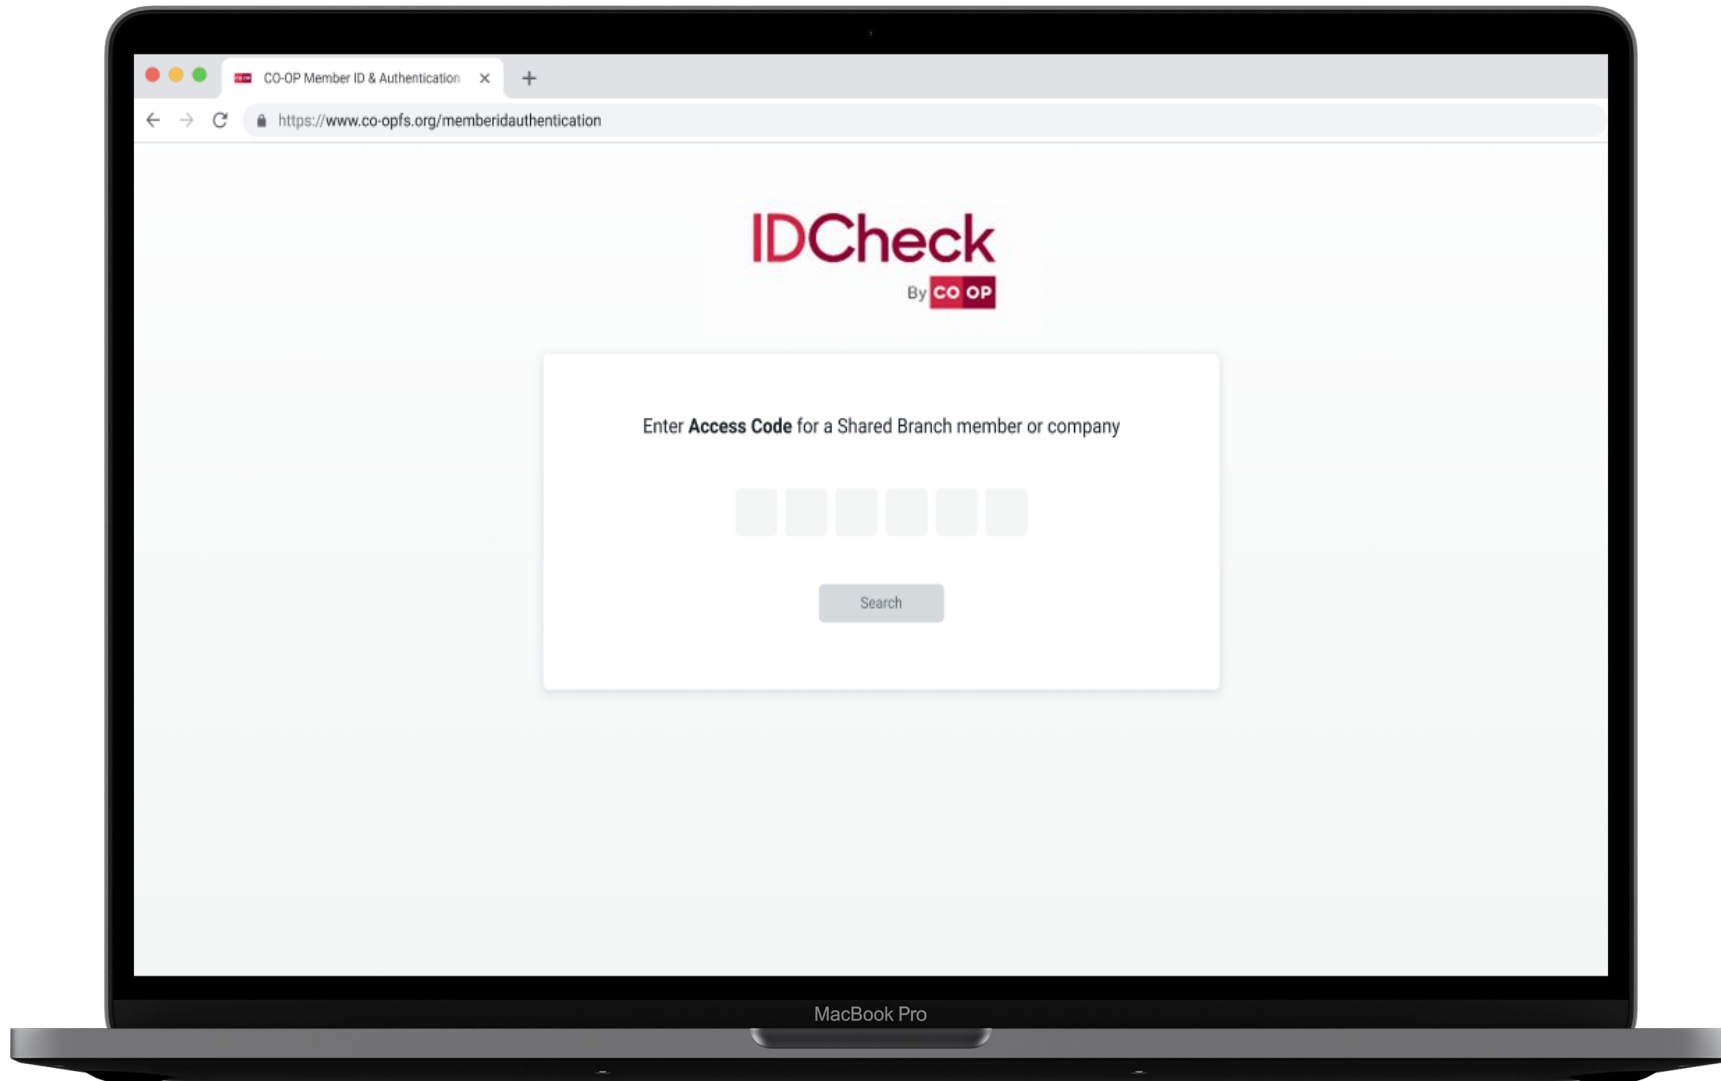 CO-OP Member ID & Authentication
https://www.co-opfs.org/memberidauthentication
IDCheck
By CO OP
Enter Access Code for a Shared Branch member or company
Search
MacBook Pro